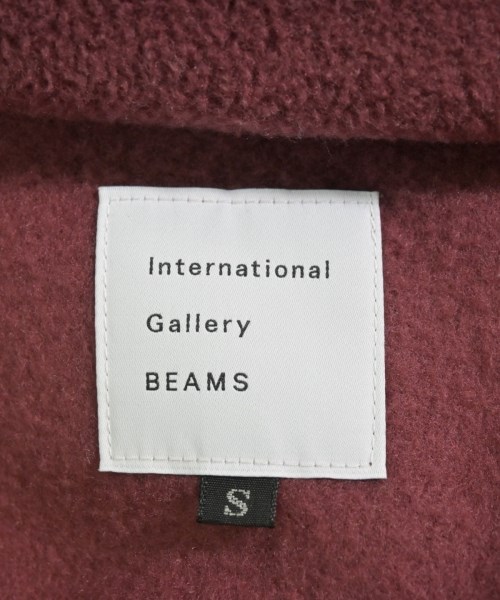 International
Gallery
BEAMS
S